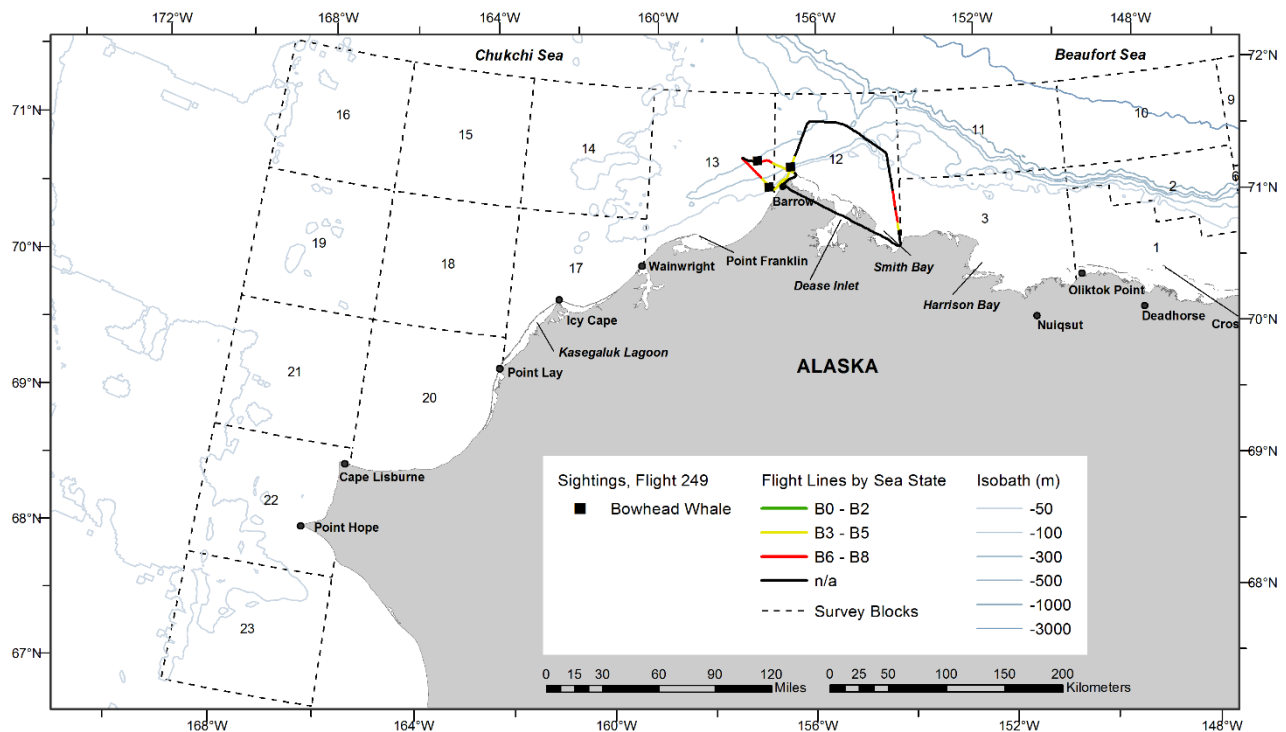 172°W 168°W 164°W 160°W 156°W 152°W 148°W
Chukchi Sea Beaufort Sea
72°N
71°N
16 15 14 13 12 11 10 9
71°N
6
2
Barrow
3
1
70°N
19 18 17
Wainwright
Point Franklin
Smith Bay
Dease Inlet
Harrison Bay
Oliktok Point
Deadhorse
Nuiqsut
Cros
70°N
Icy Cape
Kasegaluk Lagoon
69°N
21 20
Point Lay
ALASKA
69°N
Cape Lisburne
22
68°N
Point Hope
68°N
23
67°N
Sightings, Flight 249
Bowhead Whale
Flight Lines by Sea State
B0 - B2
B3 - B5
B6 - B8
n/a
Survey Blocks
Isobath (m)
-50
-100
-300
-500
-1000
-3000
0 15 30 60 90 120
Miles
0 25 50 100 150 200
Kilometers
168°W 164°W 160°W 156°W 152°W 148°W